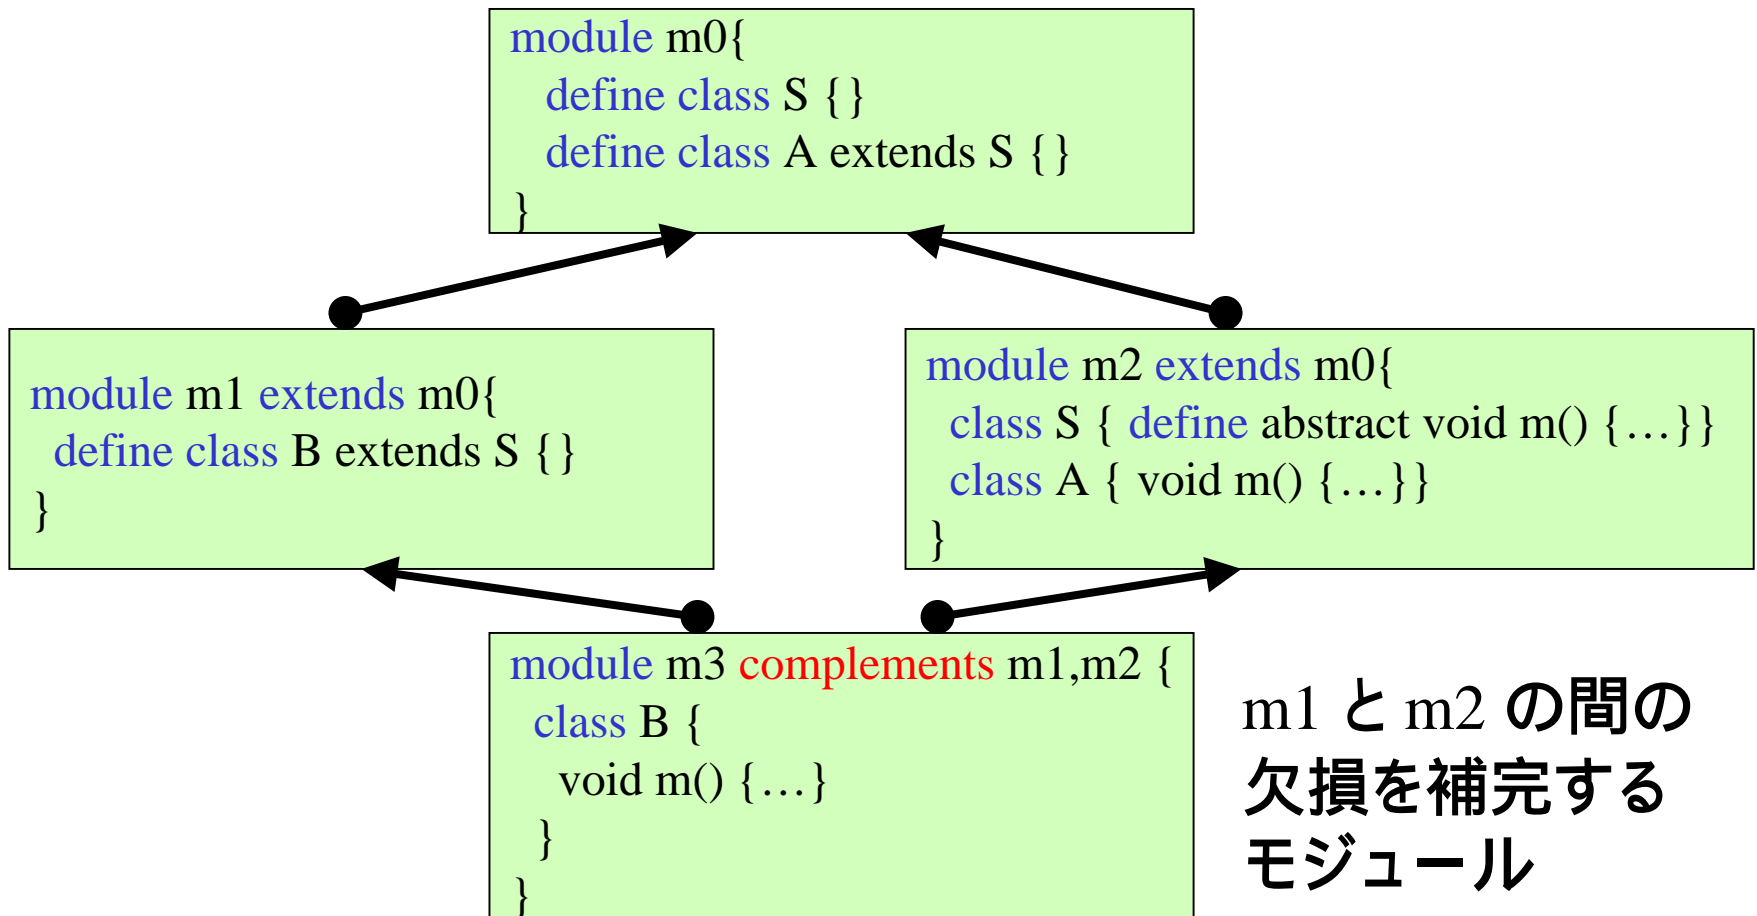 module m0{
define class S {}
define class A extends S {}
}
module m1 extends m0{
define class B extends S {}
}
module m2 extends m0{
class S { define abstract void m() {…}}
class A { void m() {…}}
}
module m3 complements m1,m2 {
class B {
void m() {…}
}
}
m1 と m2 の間の
欠損を補完する
モジュール